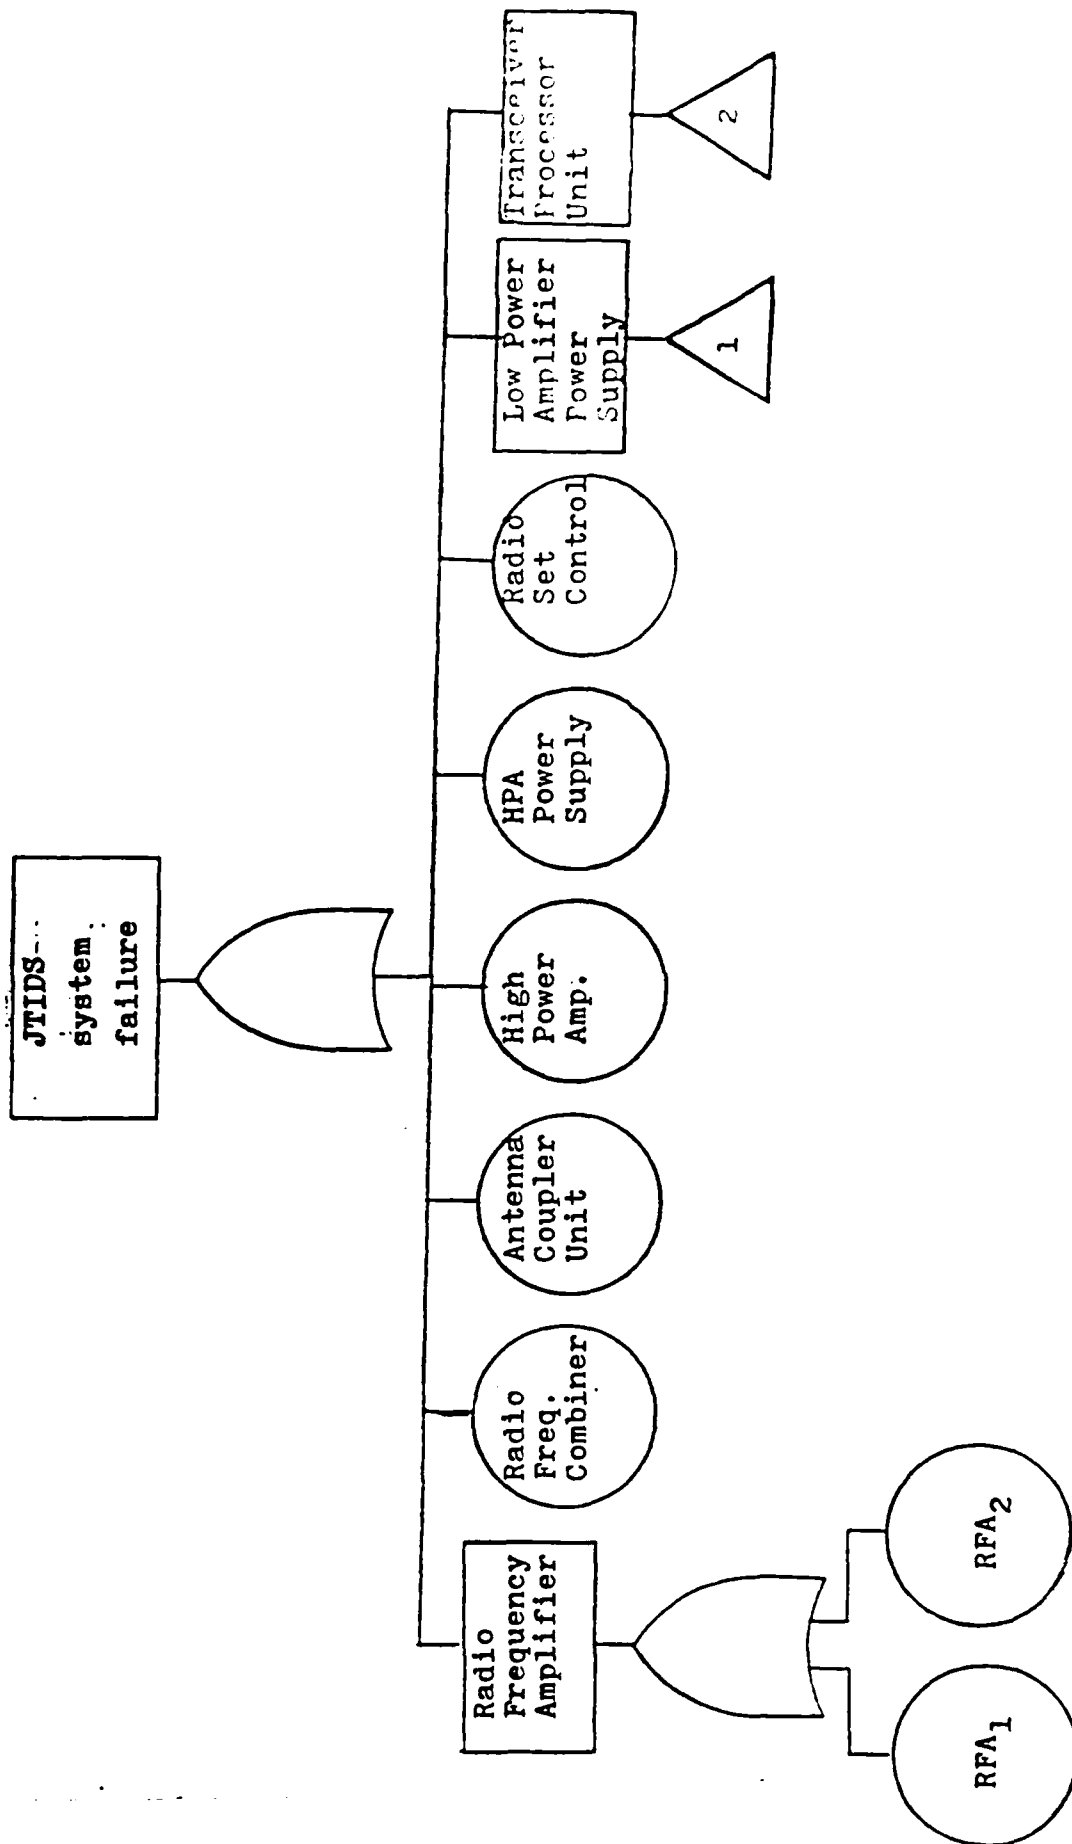 JTIDS
system
failure
Radio
Frequency
Amplifier
Radio
Freq.
Combiner
Antenna
Coupler
Unit
High
Power
Amp.
HPA
Power
Supply
Radio
Set
Control
Low Power
Amplifier
Power
Supply
Transceiver
Processor
Unit
RFA1
RFA2
1
2